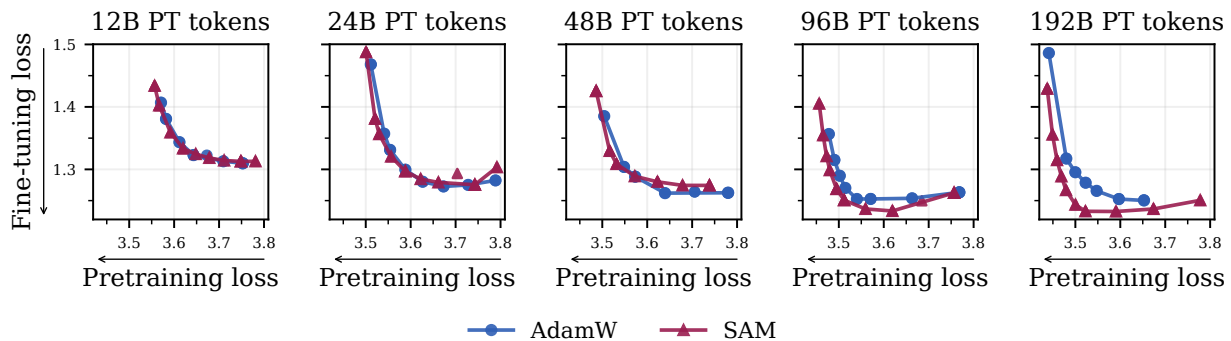 12B PT tokens 24B PT tokens 48B PT tokens 96B PT tokens 192B PT tokens
Fine-tuning loss
1.5
1.4
1.3
3.5 3.6 3.7 3.8 3.5 3.6 3.7 3.8 3.5 3.6 3.7 3.8 3.5 3.6 3.7 3.8 3.5 3.6 3.7 3.8
Pretraining loss Pretraining loss Pretraining loss Pretraining loss Pretraining loss
AdamW SAM